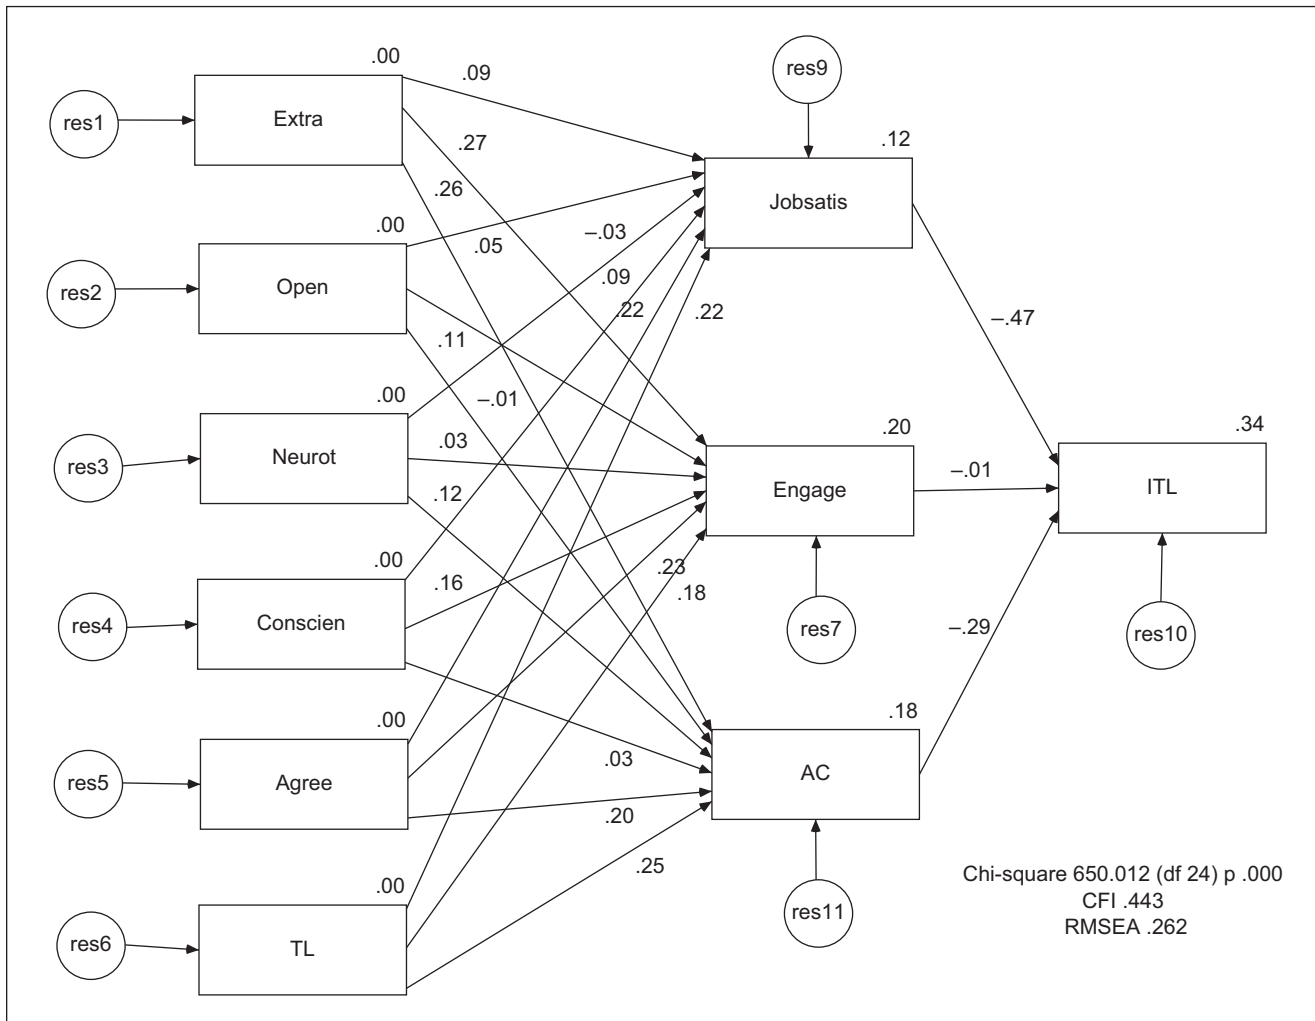 .00
.09
res9
res1
Extra
.27
.12
.26
Jobsatis
.00
.05
–.03
res2
Open
.09
.22
.22
–.47
.11
.00
–.01
.34
res3
Neurot
.03
.20
.12
Engage
–.01
ITL
.00
.16
.23
.18
res4
Conscien
res7
–.29
res10
.00
.18
res5
Agree
.03
AC
.20
.00
.25
res6
TL
res11
Chi-square 650.012 (df 24) p .000
CFI .443
RMSEA .262